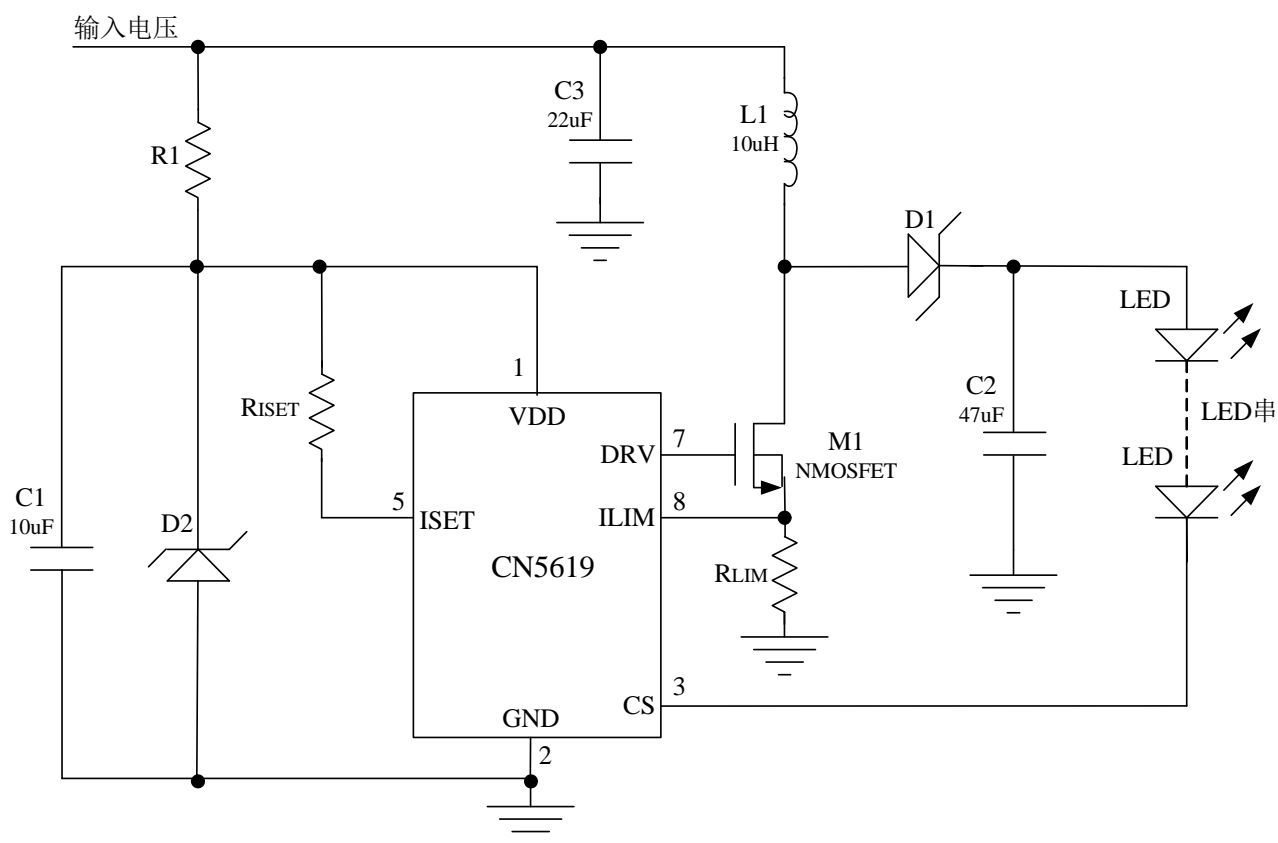 输入电压
C3
22uF
L1
10uH
R1
D1
LED
1
RISET
VDD
C2
47uF
LED串
7
DRV
M1
NMOSFET
LED
C1
10uF
5
ISET
8
ILIM
D2
CN5619
RLIM
3
CS
GND
2